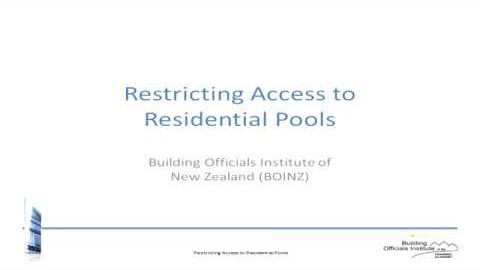 Restricting Access to
Residential Pools
Building Officials Institute of
New Zealand (BOINZ)
Restricting Access to Residential Pools
Building
Officials Institute